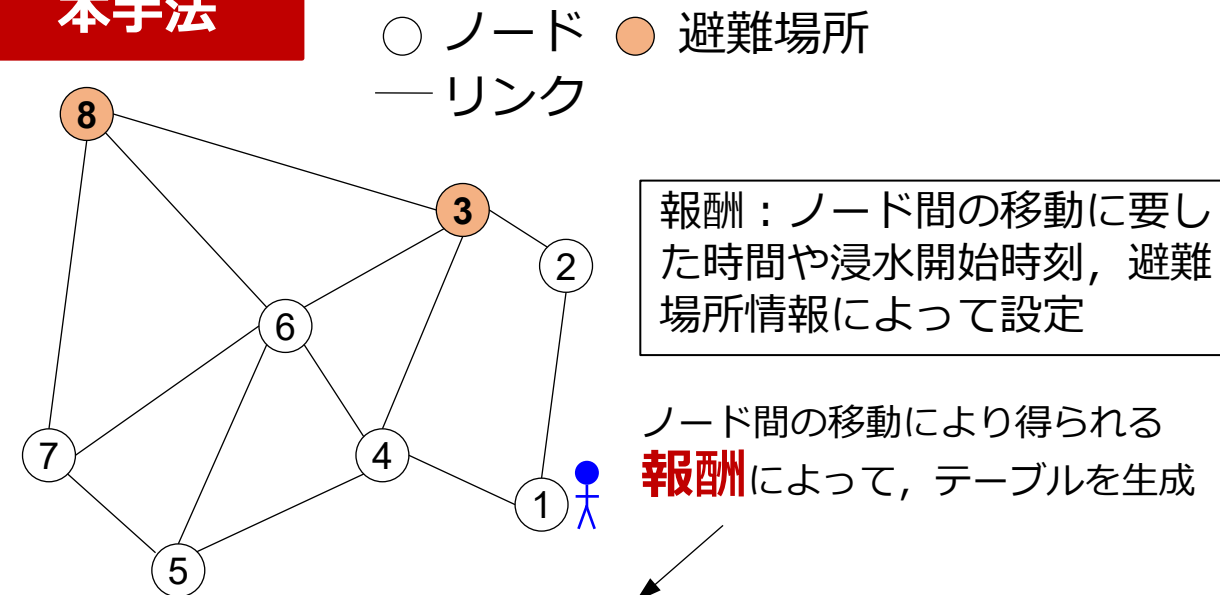 本手法
ノード 避難場所
リンク
8
3
2
6
7
4
1
5
報酬：ノード間の移動に要し
た時間や浸水開始時刻，避難
場所情報によって設定
ノード間の移動により得られる
報酬によって，テーブルを生成